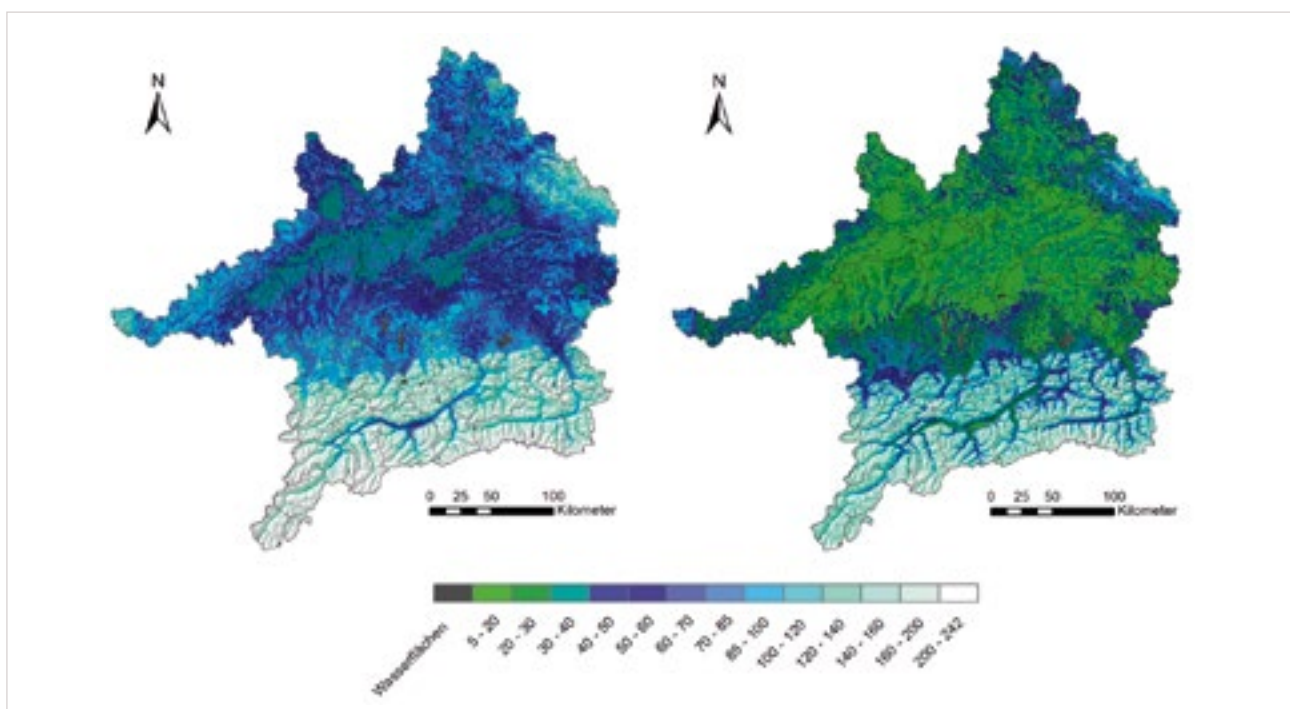 N
N
0 25 50 100
Kilometer
0 25 50 100
Kilometer
Wasserflächen
5 - 20
20 - 30
30 - 40
40 - 50
50 - 60
60 - 70
70 - 85
85 - 100
100 - 120
120 - 140
140 - 160
160 - 200
200 - 242